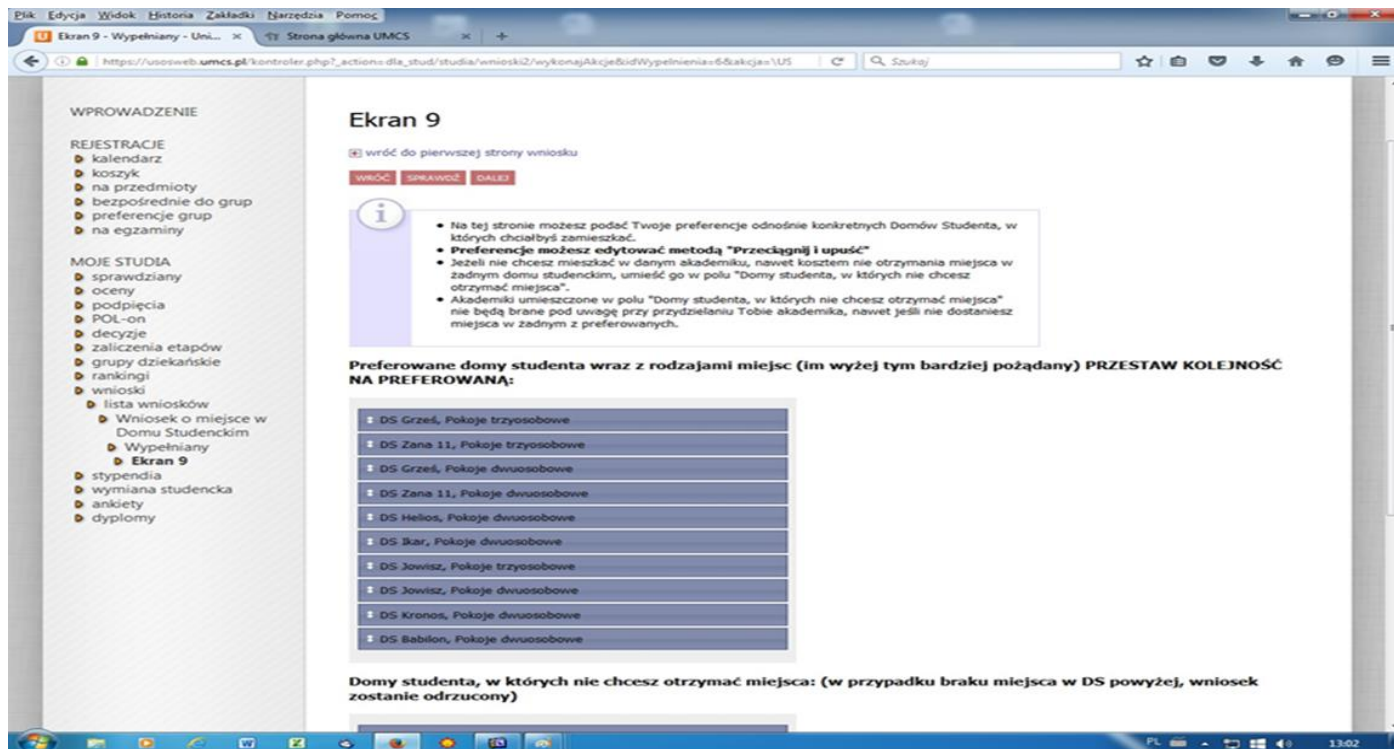 Plik Edycja Widok Historia Zakładki Narzędzia Pomoc
Ekran 9 - Wypełniany - Uni... × Strona główna UMCS × +
https://usosweb.umcs.pl/kontroler.php?_action=dla_stud/studia/wnioski2/wykonajAkcje&idWypelnienia=6&akcja=\US Szukaj
WPROWADZENIE
REJESTRACJE
kalendarz
koszyk
na przedmioty
bezpośrednie do grup
preferencje grup
na egzaminy
MOJE STUDIA
sprawdziany
oceny
podpięcia
POL-on
decyzje
zaliczenia etapów
grupy dziekańskie
rankingi
wnioski
lista wniosków
Wniosek o miejsce w
Domu Studenckim
Wypełniany
Ekran 9
stypendia
wymiana studencka
ankiety
dyplomy
Ekran 9
wróć do pierwszej strony wniosku
WRÓĆ SPRAWDŹ DALEJ
• Na tej stronie możesz podać Twoje preferencje odnośnie konkretnych Domów Studenta, w
których chciałbyś zamieszkać.
• Preferencje możesz edytować metodą "Przeciągnij i upuść"
• Jeżeli nie chcesz mieszkać w danym akademiku, nawet kosztem nie otrzymania miejsca w
żadnym domu studenckim, umieść go w polu "Domy studenta, w których nie chcesz
otrzymać miejsca".
• Akademiki umieszczone w polu "Domy studenta, w których nie chcesz otrzymać miejsca"
nie będą brane pod uwagę przy przydzielaniu Tobie akademika, nawet jeśli nie dostaniesz
miejsca w żadnym z preferowanych.
Preferowane domy studenta wraz z rodzajami miejsc (im wyżej tym bardziej pożądany) PRZESTAW KOLEJNOŚĆ
NA PREFEROWANĄ:
DS Grześ, Pokoje trzyosobowe
DS Zana 11, Pokoje trzyosobowe
DS Grześ, Pokoje dwuosobowe
DS Zana 11, Pokoje dwuosobowe
DS Helios, Pokoje dwuosobowe
DS Ikar, Pokoje dwuosobowe
DS Jowisz, Pokoje trzyosobowe
DS Jowisz, Pokoje dwuosobowe
DS Kronos, Pokoje dwuosobowe
DS Babilon, Pokoje dwuosobowe
Domy studenta, w których nie chcesz otrzymać miejsca: (w przypadku braku miejsca w DS powyżej, wniosek
zostanie odrzucony)
PL 13:02